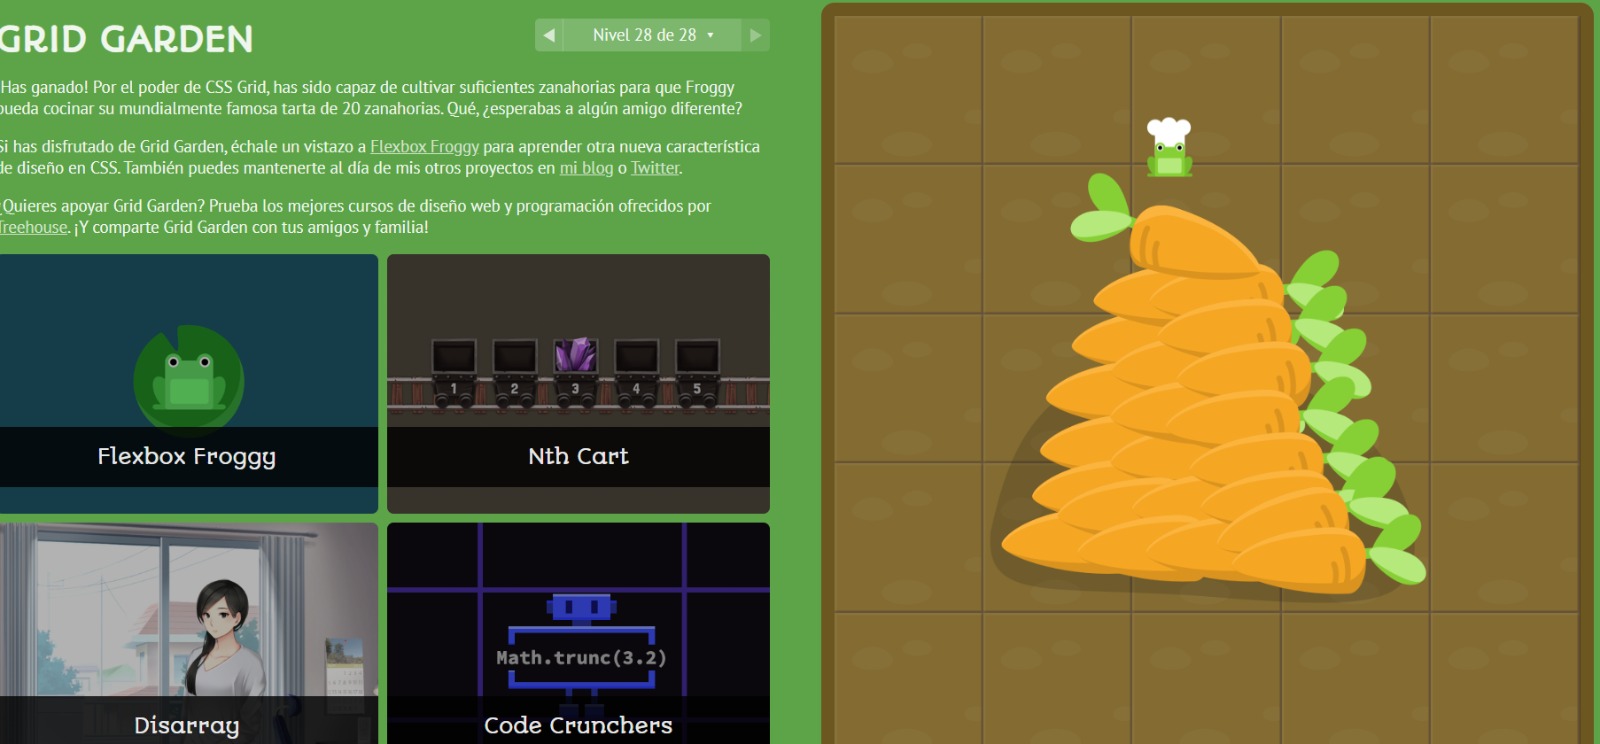 GRID GARDEN
Nivel 28 de 28
Has ganado! Por el poder de CSS Grid, has sido capaz de cultivar suficientes zanahorias para que Froggy
pueda cocinar su mundialmente famosa tarta de 20 zanahorias. Qué, ¿esperabas a algún amigo diferente?
Si has disfrutado de Grid Garden, échale un vistazo a Flexbox Froggy para aprender otra nueva característica
de diseño en CSS. También puedes mantenerte al día de mis otros proyectos en mi blog o Twitter.
¿Quieres apoyar Grid Garden? Prueba los mejores cursos de diseño web y programación ofrecidos por
Treehouse. ¡Y comparte Grid Garden con tus amigos y familia!
1 2 3 4 5
Flexbox Froggy
Nth Cart
Math.trunc(3.2)
Disarray
Code Crunchers